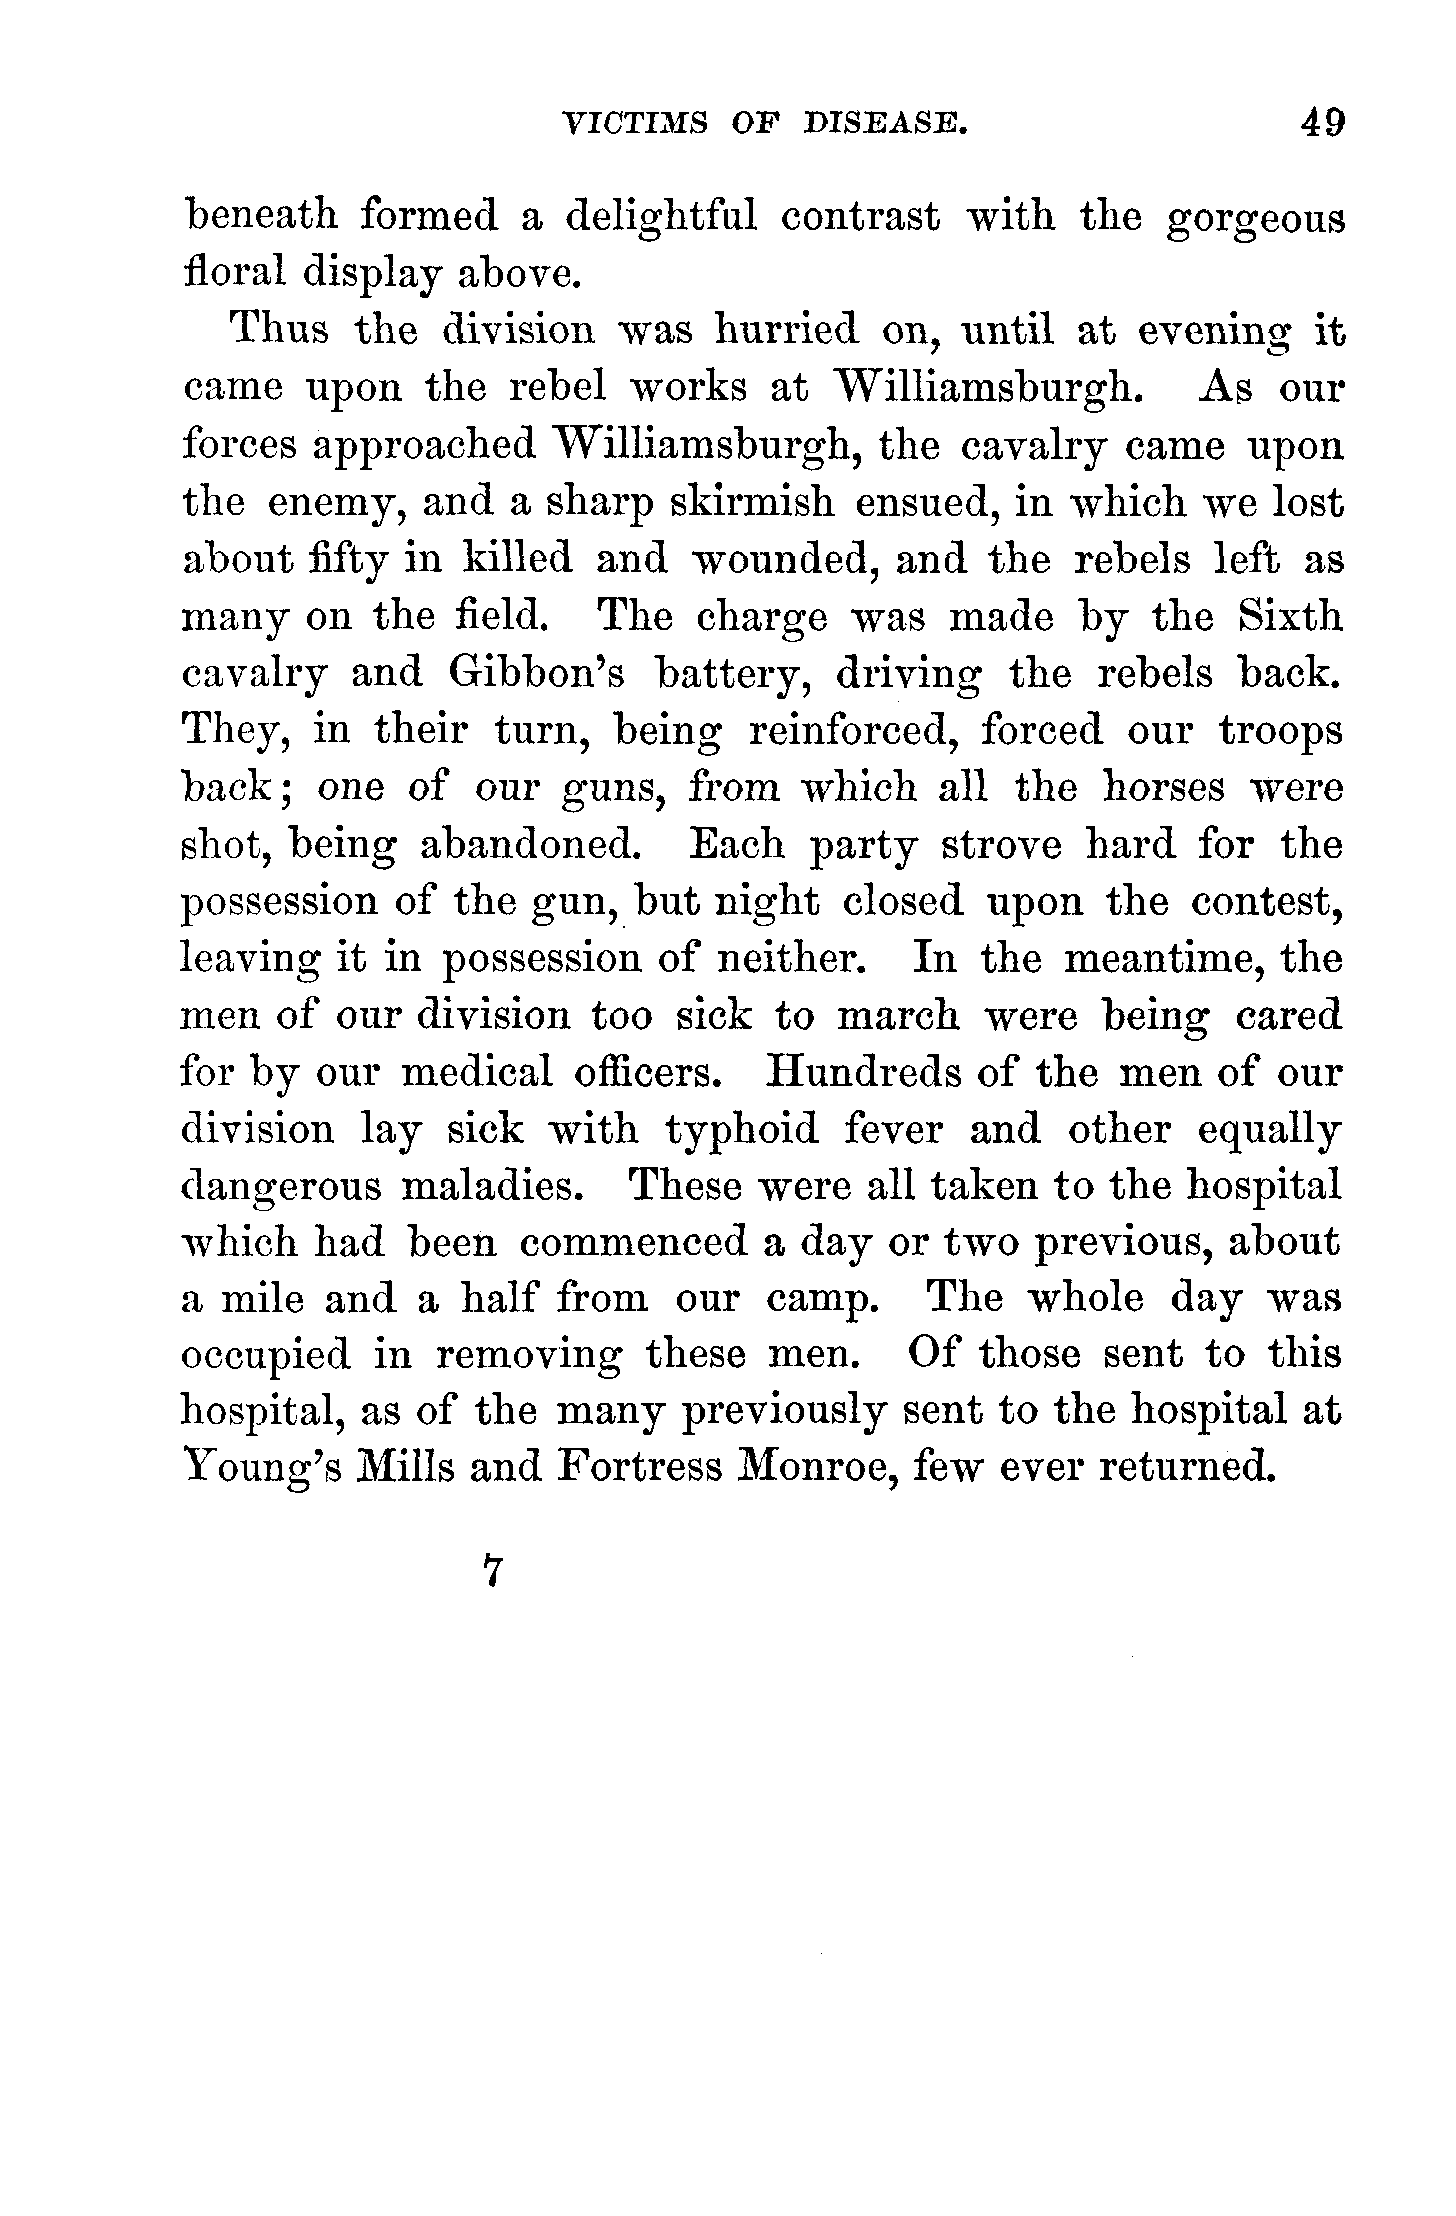 VICTIMS OF DISEASE. 49
beneath formed a delightful contrast with the gorgeous
floral display above.
Thus the division was hurried on, until at evening it
came upon the rebel works at Williamsburgh. As our
forces approached Williamsburgh, the cavalry came upon
the enemy, and a sharp skirmish ensued, in which we lost
about fifty in killed and wounded, and the rebels left as
many on the field. The charge was made by the Sixth
cavalry and Gibbon's battery, driving the rebels back.
They, in their turn, being reinforced, forced our troops
back; one of our guns, from which all the horses were
shot, being abandoned. Each party strove hard for the
possession of the gun, but night closed upon the contest,
leaving it in possession of neither. In the meantime, the
men of our division too sick to march were being cared
for by our medical officers. Hundreds of the men of our
division lay sick with typhoid fever and other equally
dangerous maladies. These were all taken to the hospital
which had been commenced a day or two previous, about
a mile and a half from our camp. The whole day was
occupied in removing these men. Of those sent to this
hospital, as of the many previously sent to the hospital at
Young's Mills and Fortress Monroe, few ever returned.
7